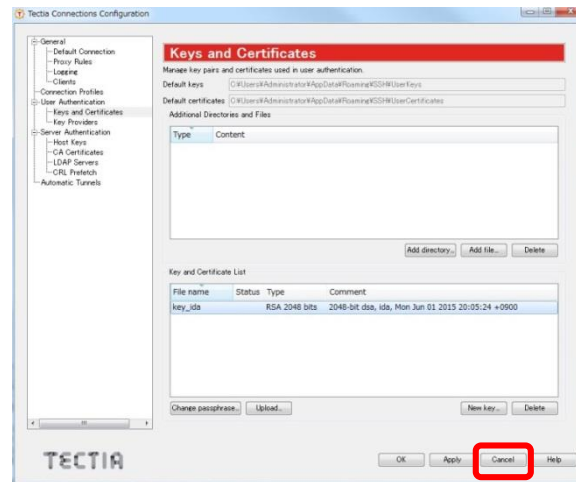 Tectia Connections Configuration
General
Default Connection
Proxy Rules
Logging
Clients
Connection Profiles
User Authentication
Keys and Certificates
Key Providers
Server Authentication
Host Keys
CA Certificates
LDAP Servers
CRL Prefetch
Automatic Tunnels
Keys and Certificates
Manage key pairs and certificates used in user authentication.
Default keys C:¥Users¥Administrator¥AppData¥Roaming¥SSH¥UserKeys
Default certificates C:¥Users¥Administrator¥AppData¥Roaming¥SSH¥UserCertificates
Additional Directories and Files
Type Content
Add directory... Add file... Delete
Key and Certificate List
File name Status Type Comment
key_ida RSA 2048 bits 2048-bit dsa, ida, Mon Jun 01 2015 20:05:24 +0900
Change passphrase... Upload... New key... Delete
TECTIA
OK Apply Cancel Help